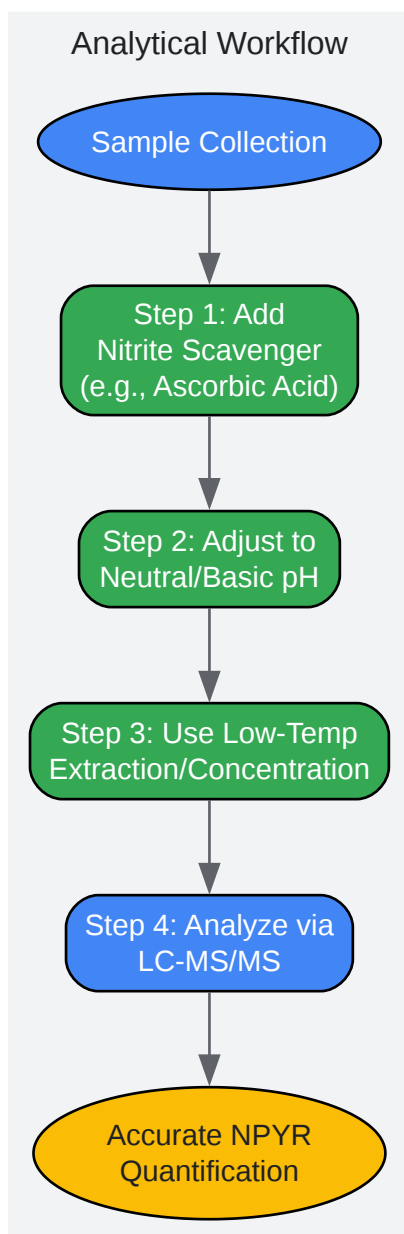 Analytical Workflow
Sample Collection
Step 1: Add
Nitrite Scavenger
(e.g., Ascorbic Acid)
Step 2: Adjust to
Neutral/Basic pH
Step 3: Use Low-Temp
Extraction/Concentration
Step 4: Analyze via
LC-MS/MS
Accurate NPYR
Quantification